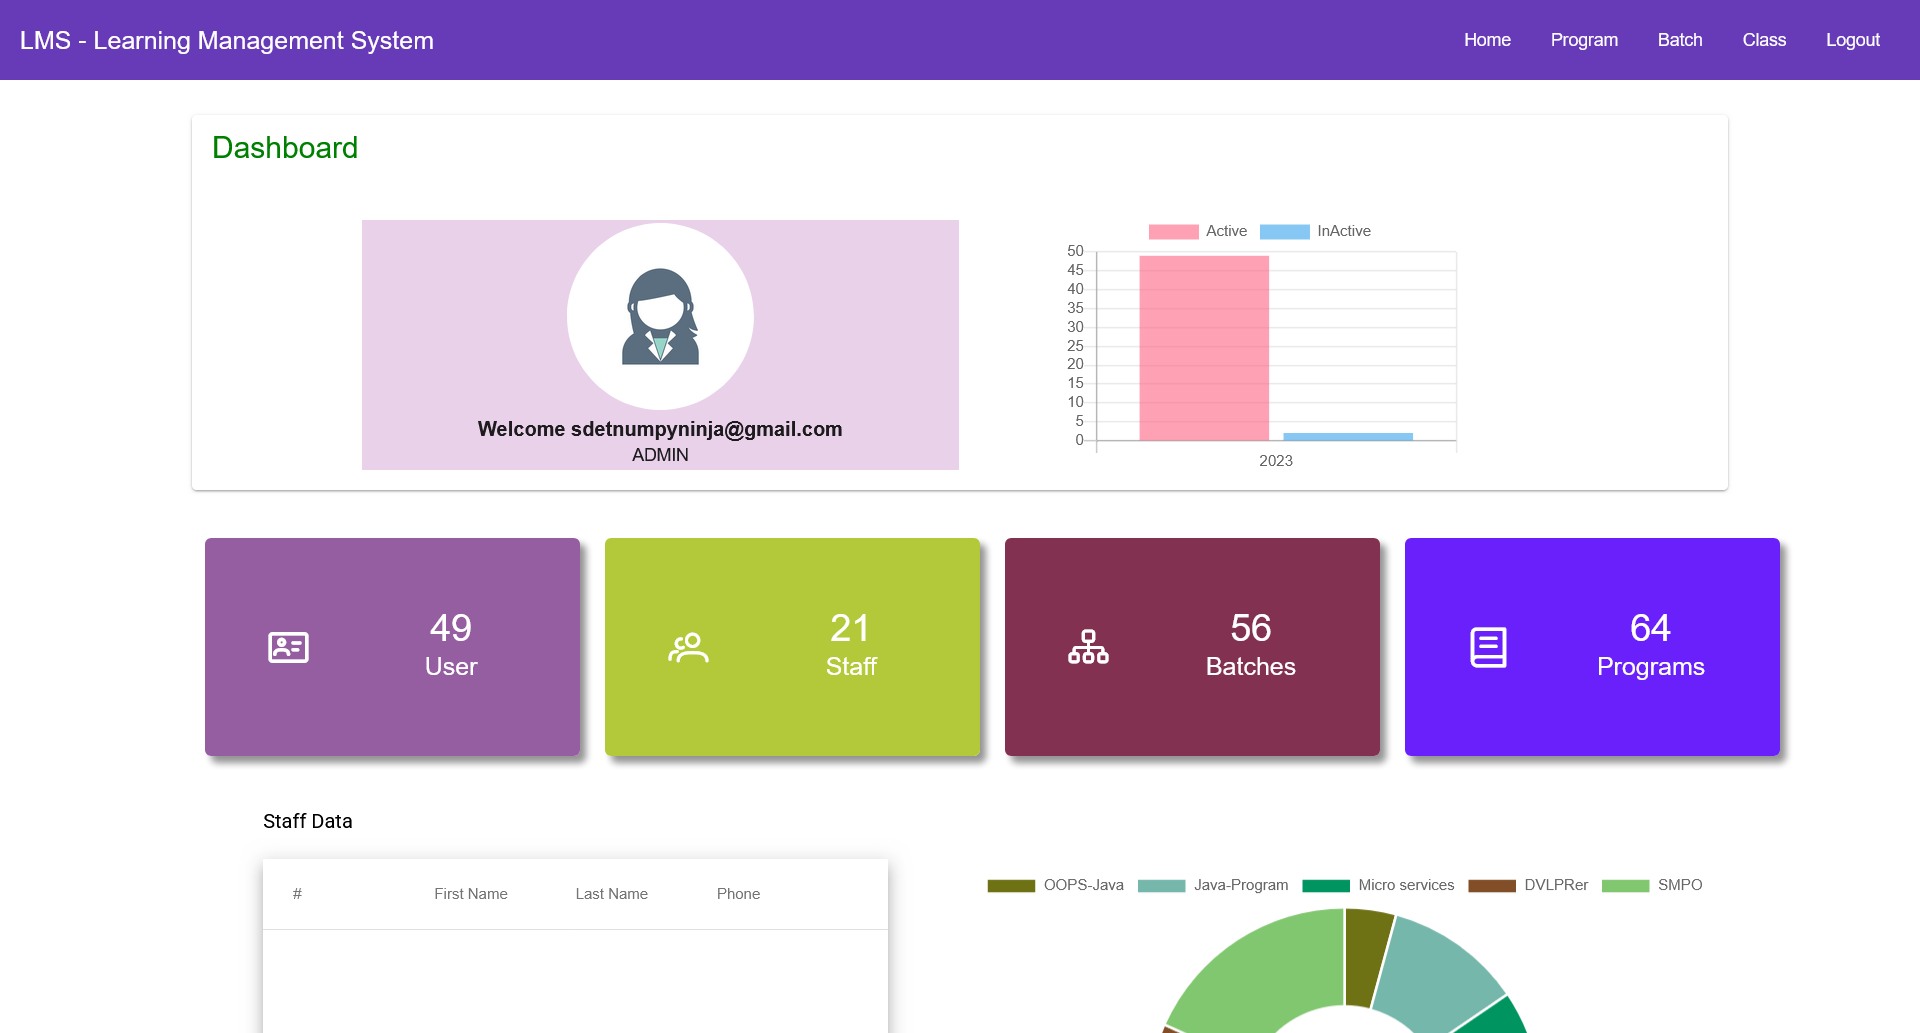 LMS - Learning Management System
Home Program Batch Class Logout
Dashboard
Welcome sdetnumpyninja@gmail.com
ADMIN
Active InActive
50
45
40
35
30
25
20
15
10
5
0
2023
49
User
21
Staff
56
Batches
64
Programs
Staff Data
# First Name Last Name Phone
OOPS-Java Java-Program Micro services DVLPRer SMPO